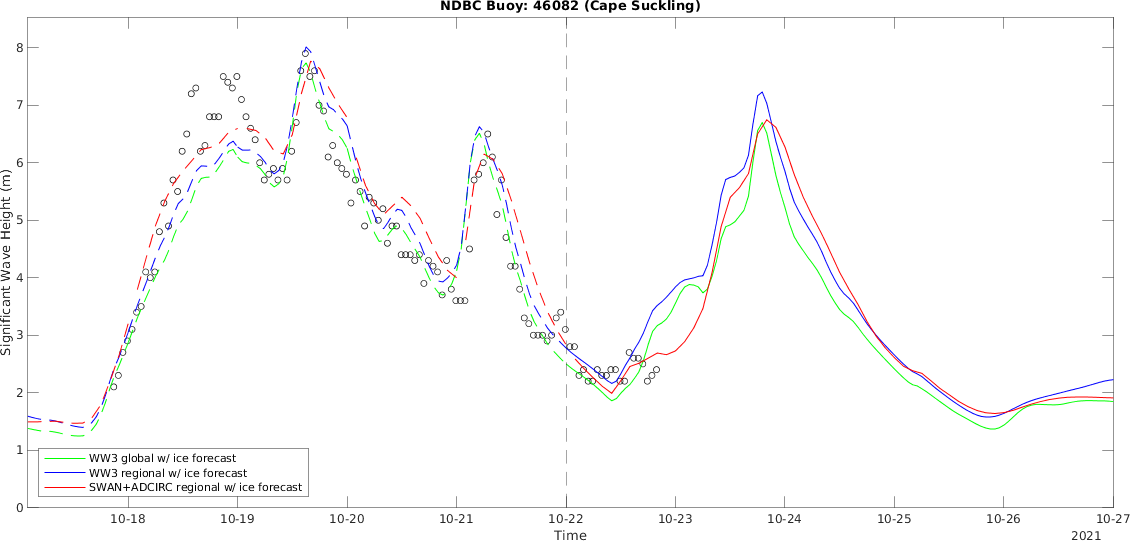 NDBC Buoy: 46082 (Cape Suckling)
Significant Wave Height (m)
8
7
6
5
4
3
2
1
0
WW3 global w/ ice forecast
WW3 regional w/ ice forecast
SWAN+ADCIRC regional w/ ice forecast
10-18 10-19 10-20 10-21 10-22 10-23 10-24 10-25 10-26 10-27
Time
2021